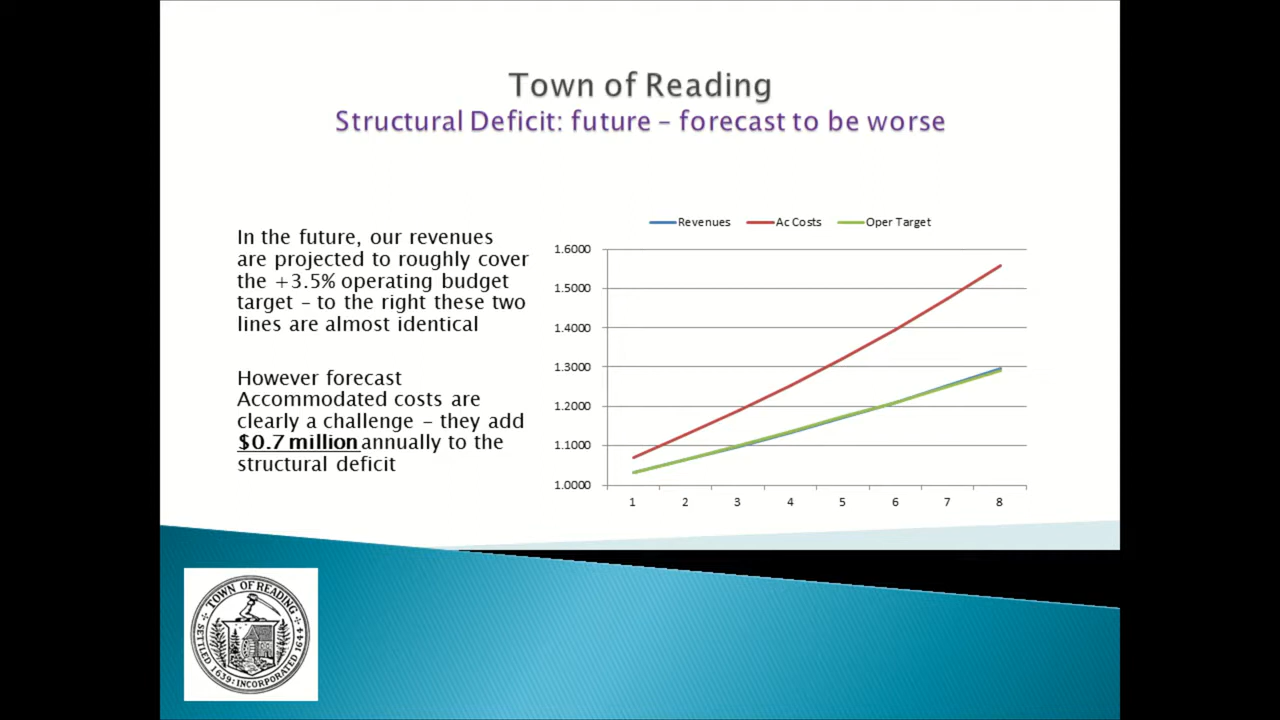 Town of Reading
Structural Deficit: future – forecast to be worse
In the future, our revenues
are projected to roughly cover
the +3.5% operating budget
target – to the right these two
lines are almost identical
However forecast
Accommodated costs are
clearly a challenge – they add
$0.7 million annually to the
structural deficit
Revenues Ac Costs Oper Target
1.6000
1.5000
1.4000
1.3000
1.2000
1.1000
1.0000
1 2 3 4 5 6 7 8
TOWN OF READING
SETTLED 1639: INCORPORATED 1644